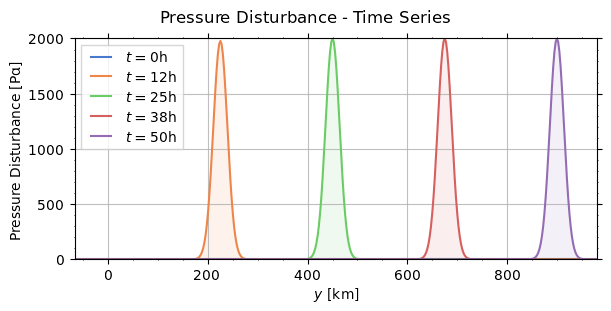 Pressure Disturbance - Time Series
Pressure Disturbance [Pa]
2000
1500
1000
500
0
t = 0h
t = 12h
t = 25h
t = 38h
t = 50h
0 200 400 600 800
y [km]